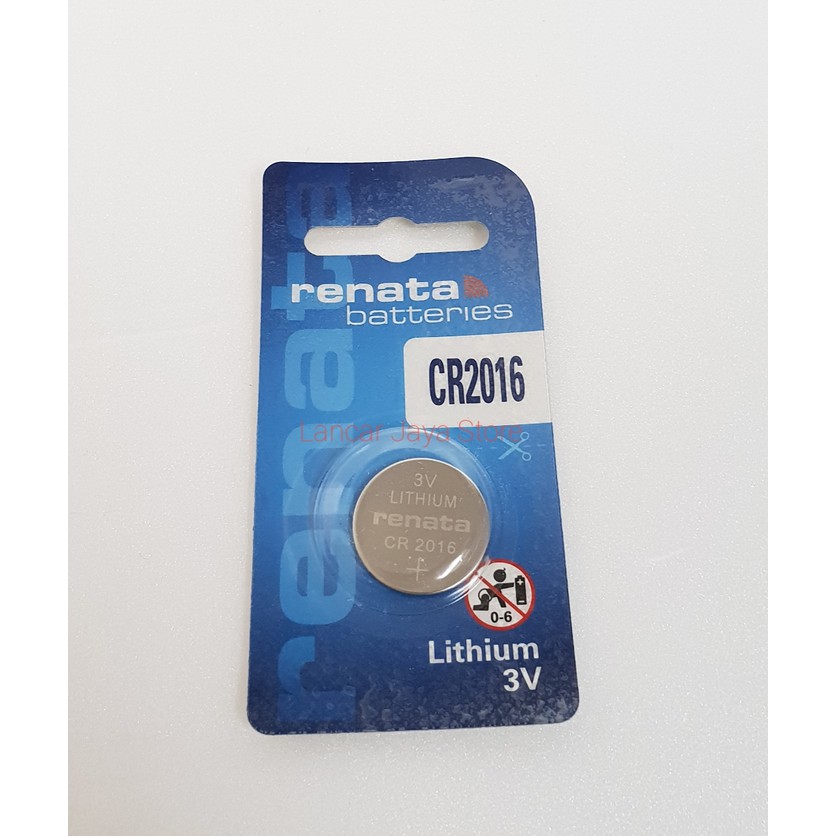 renata
renata
batteries
CR2016
Lancar Jaya Store
3V
LITHIUM
renata
CR 2016
+
0-6
Lithium
3V